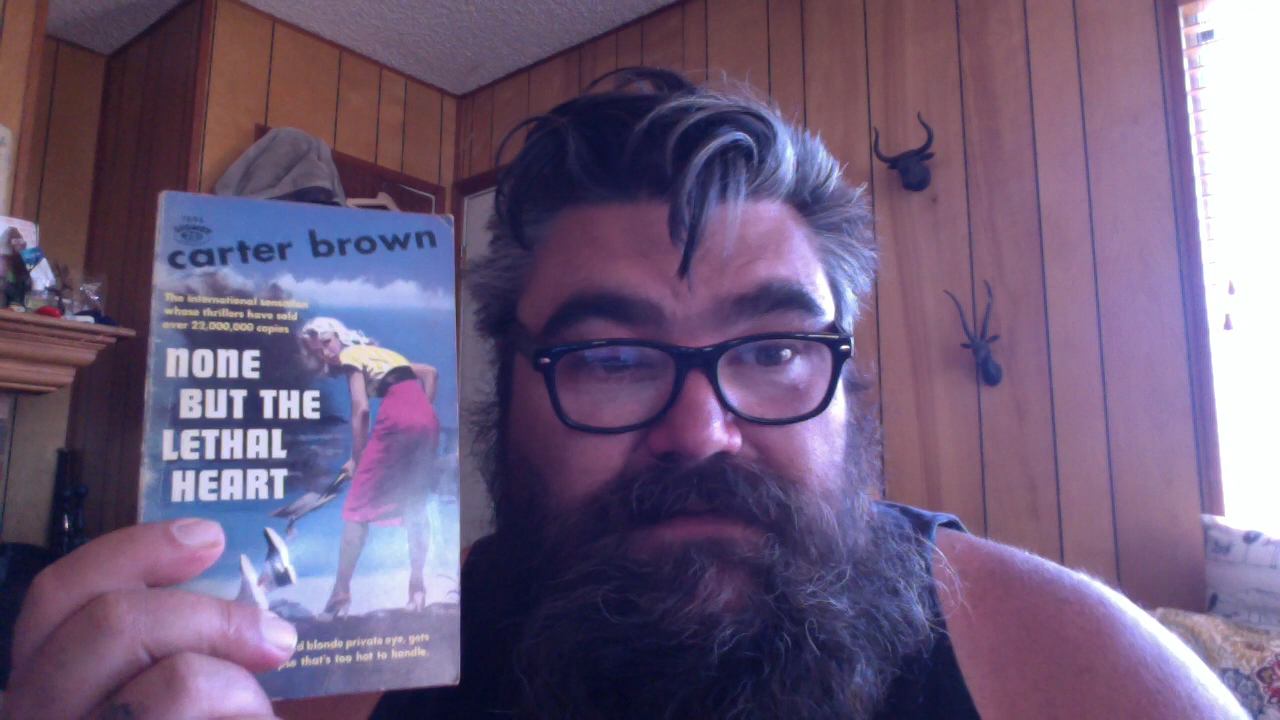 carter brown
The international sensation
whose thrillers have sold
over 22,000,000 copies
NONE
BUT THE
LETHAL
HEART
d blonde private eye, gets
that's too hot to handle.